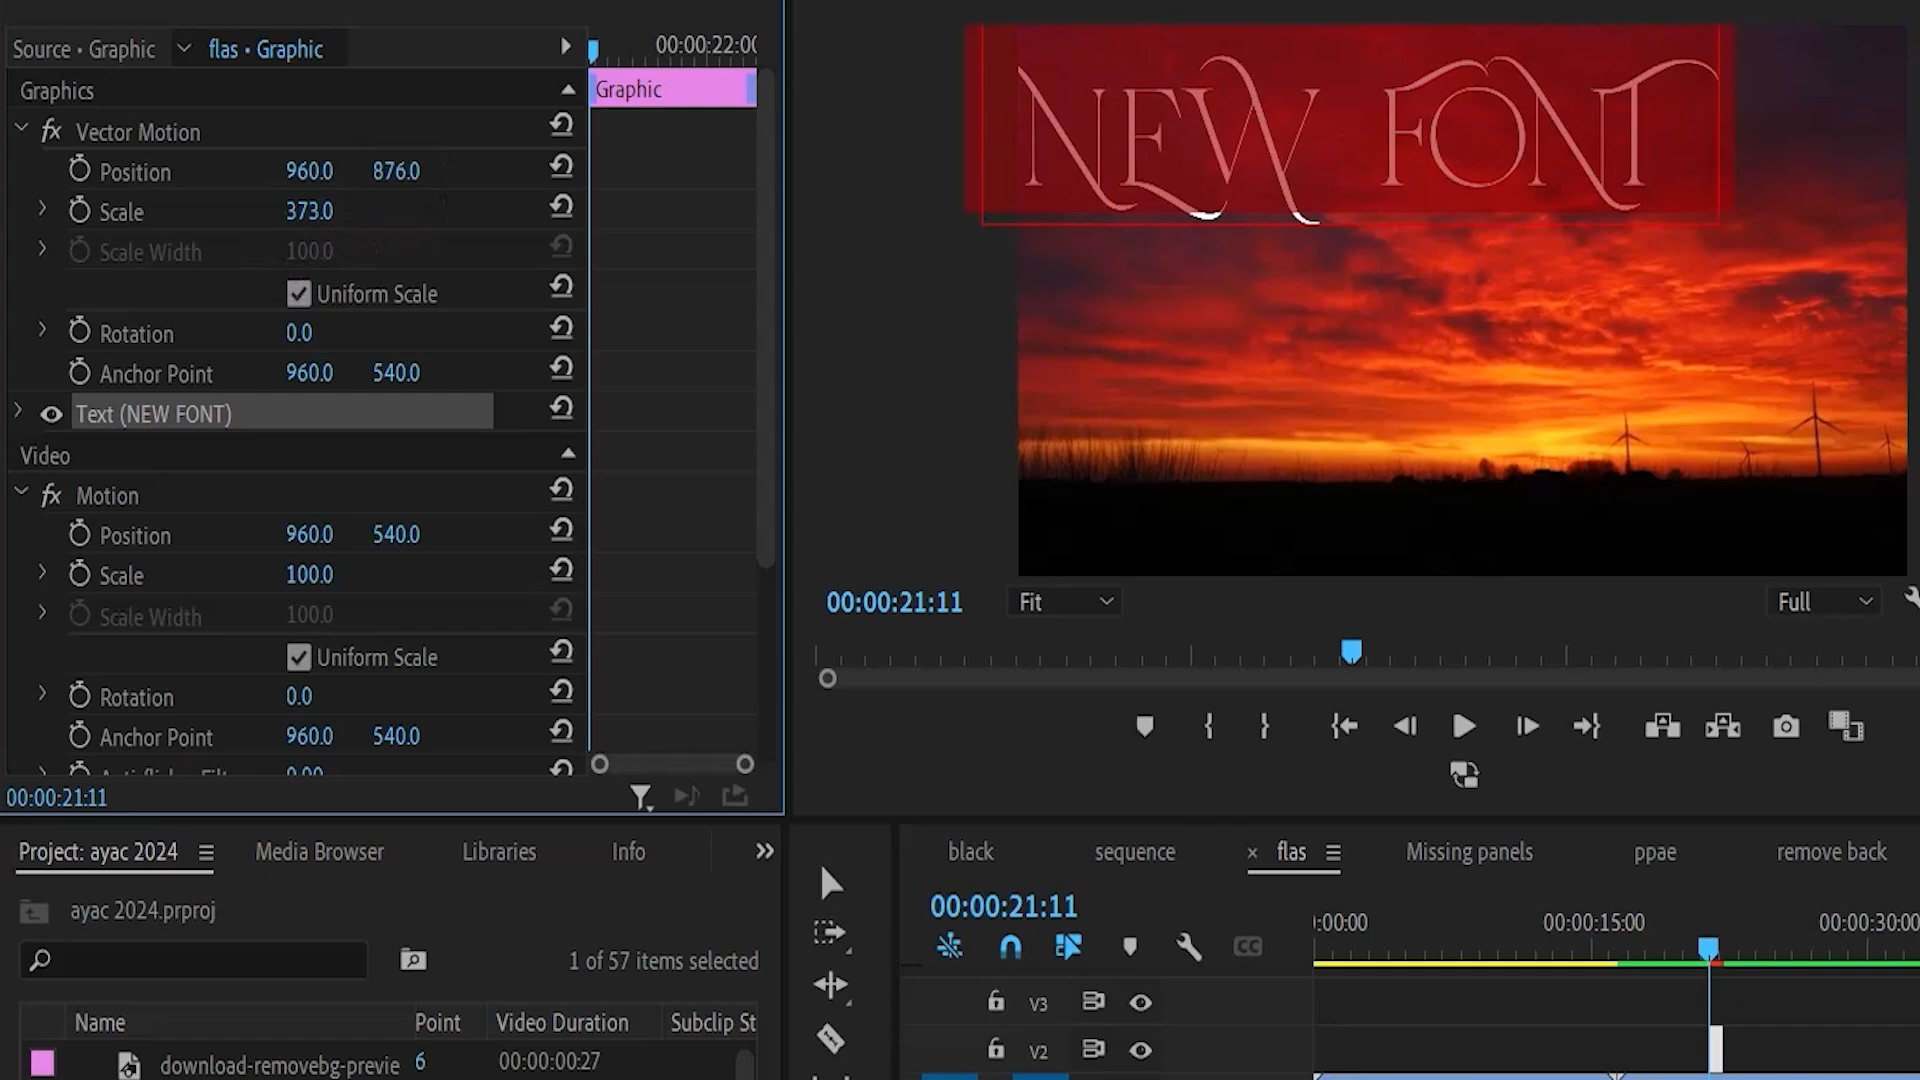 Source • Graphic
flas • Graphic
00:00:22:00
Graphics
Graphic
fx Vector Motion
Position 960.0 876.0
Scale 373.0
Scale Width 100.0
Uniform Scale
Rotation 0.0
Anchor Point 960.0 540.0
Text (NEW FONT)
Video
fx Motion
Position 960.0 540.0
Scale 100.0
Scale Width 100.0
Uniform Scale
Rotation 0.0
Anchor Point 960.0 540.0
0.00
00:00:21:11
NEW FONT
00:00:21:11
Fit
Full
Project: ayac 2024
Media Browser
Libraries
Info
ayac 2024.prproj
1 of 57 items selected
Name Point Video Duration Subclip St
download-removebg-previe 6 00:00:00:27
black
sequence
× flas
Missing panels
ppae
remove back
00:00:21:11
:00:00 00:00:15:00 00:00:30:00
CC
V3
V2